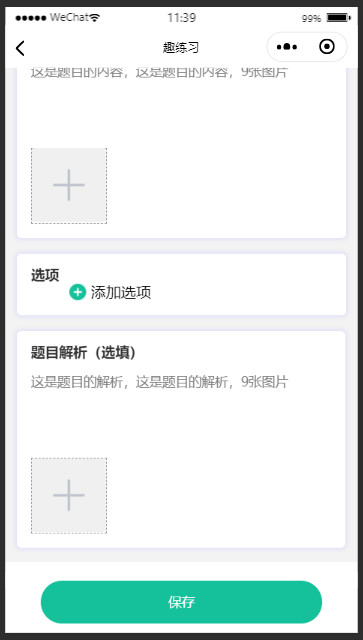 ●●●●● WeChat 11:39 99%
趣练习
这是题目的内容，这是题目的内容，9张图片
选项
添加选项
题目解析（选填）
这是题目的解析，这是题目的解析，9张图片
保存